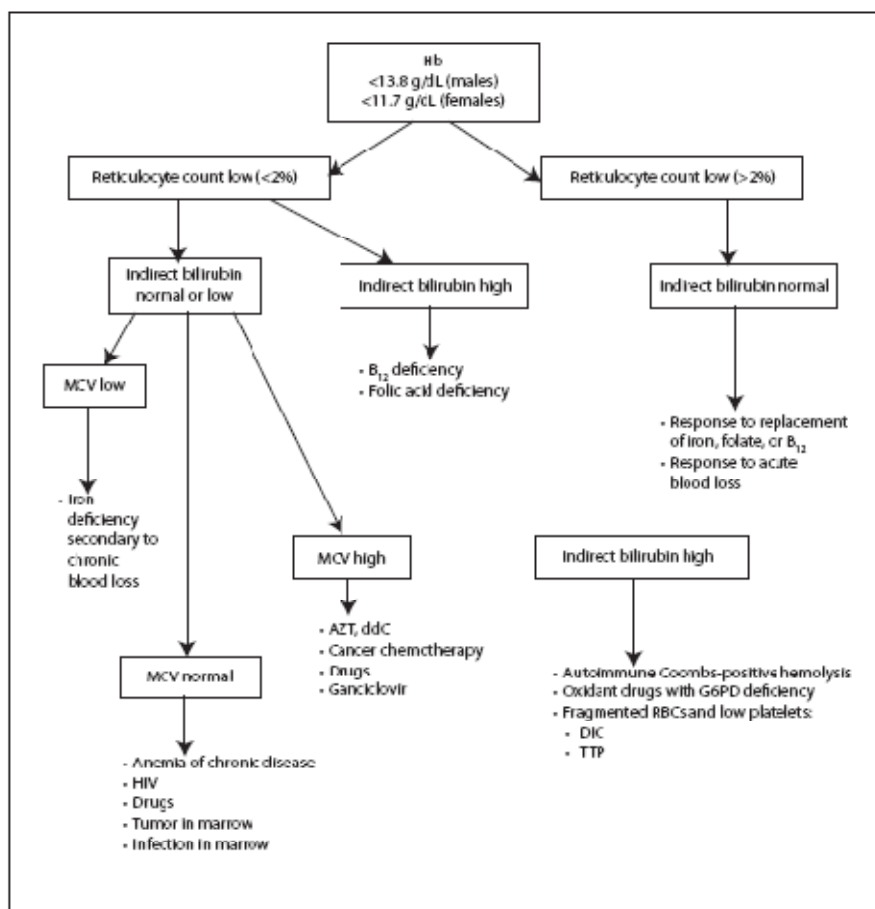 Hb
<13.8 g/dL (males)
<11.7 g/cL (females)
Reticulocyte count low (<2%)
Reticulocyte count low (>2%)
Indirect bilirubin
normal or low
Indirect bilirubin high
Indirect bilirubin normal
MCV low
• B₁₂ deficiency
• Folic acid deficiency
• Response to replacement
of iron, folate, or B₁₂
• Response to acute
blood loss
- Iron
deficiency
secondary to
chronic
blood loss
MCV high
Indirect bilirubin high
• AZT, ddC
• Cancer chemctherapy
• Drugs
• Ganciclovir
MCV normal
- Autoimmune Coombs-positive hemolysis
• Oxidant drugs with G6PD deficiency
• Fragmented RBCs and low platelets:
• DIC
• TTP
- Anemia of chronic disease
• HIV
• Drugs
• Tumor in marrow
• Infection in marrow